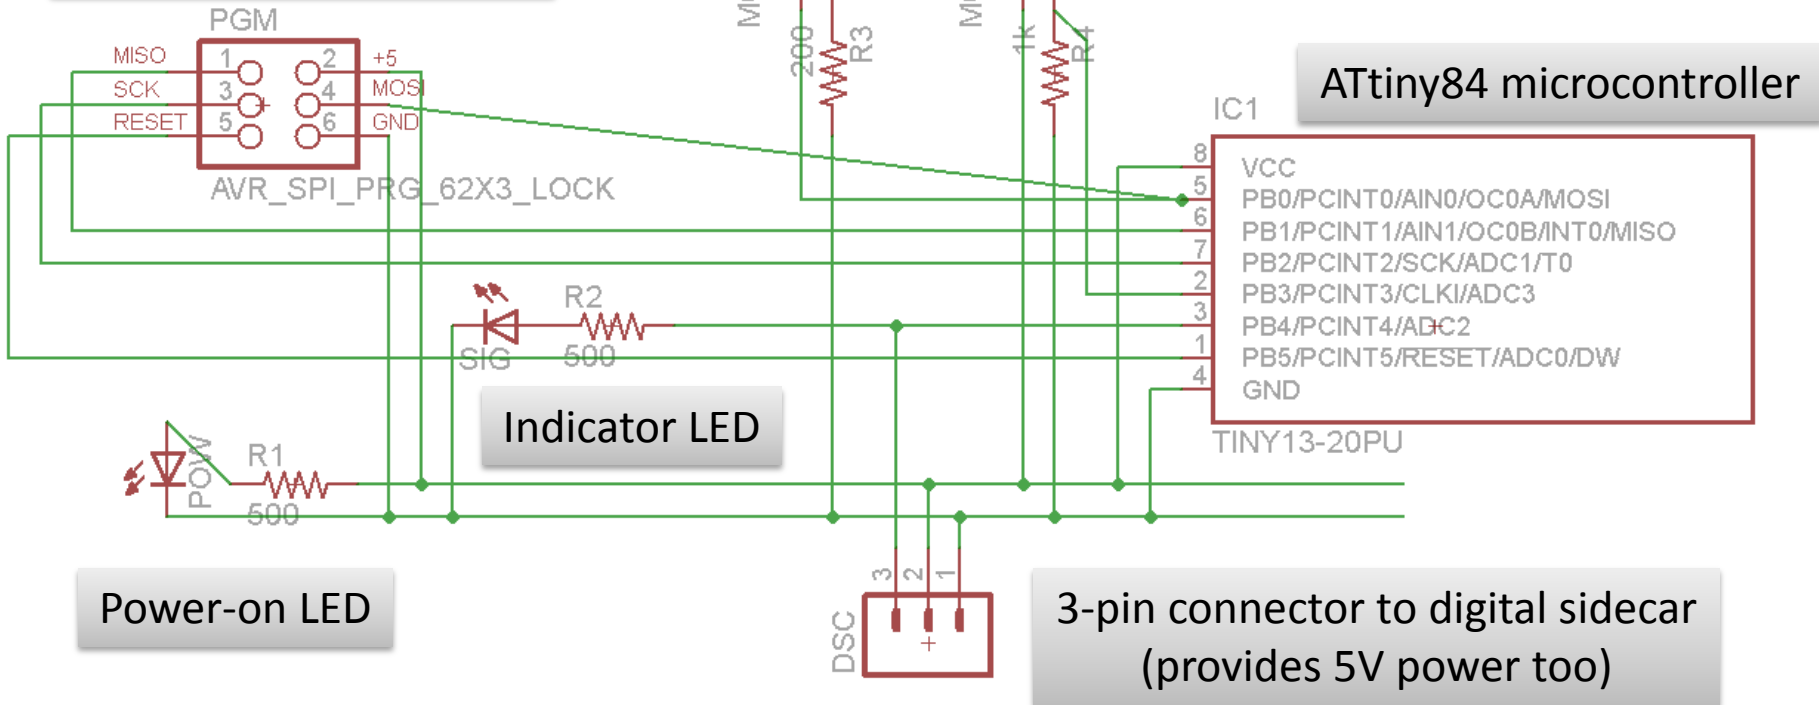 PGM
MISO
1
2
+5
SCK
3
4
MOSI
RESET
5
6
GND
AVR_SPI_PRG_62X3_LOCK
200
R3
1k
R4
ATtiny84 microcontroller
IC1
8
VCC
5
PB0/PCINT0/AIN0/OC0A/MOSI
6
PB1/PCINT1/AIN1/OC0B/INT0/MISO
7
PB2/PCINT2/SCK/ADC1/T0
2
PB3/PCINT3/CLKI/ADC3
3
PB4/PCINT4/ADC2
1
PB5/PCINT5/RESET/ADC0/DW
4
GND
TINY13-20PU
R2
SIG
500
Indicator LED
POW
R1
500
Power-on LED
3
2
1
DSC
3-pin connector to digital sidecar
(provides 5V power too)